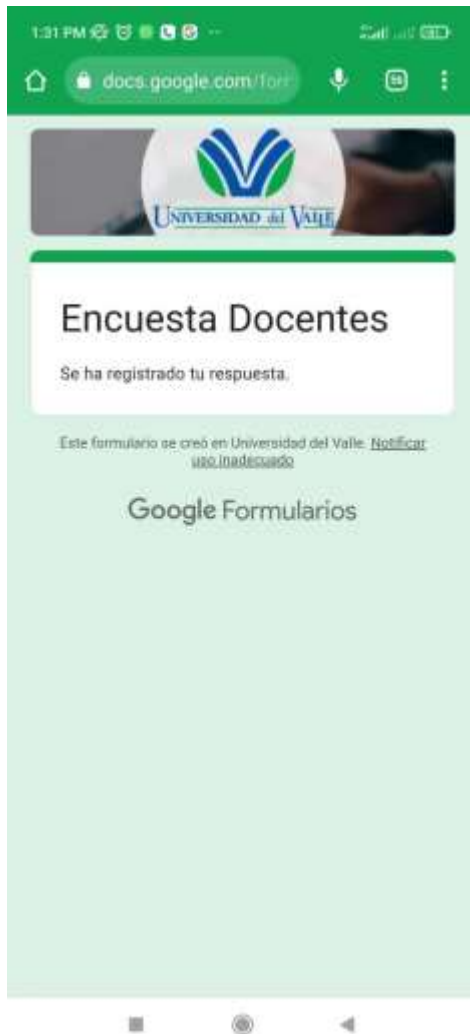 1:31 PM
docs.google.com/for
UNIVERSIDAD del VALLE
Encuesta Docentes
Se ha registrado tu respuesta.
Este formulario se creó en Universidad del Valle. Notificar
uso inadecuado
Google Formularios